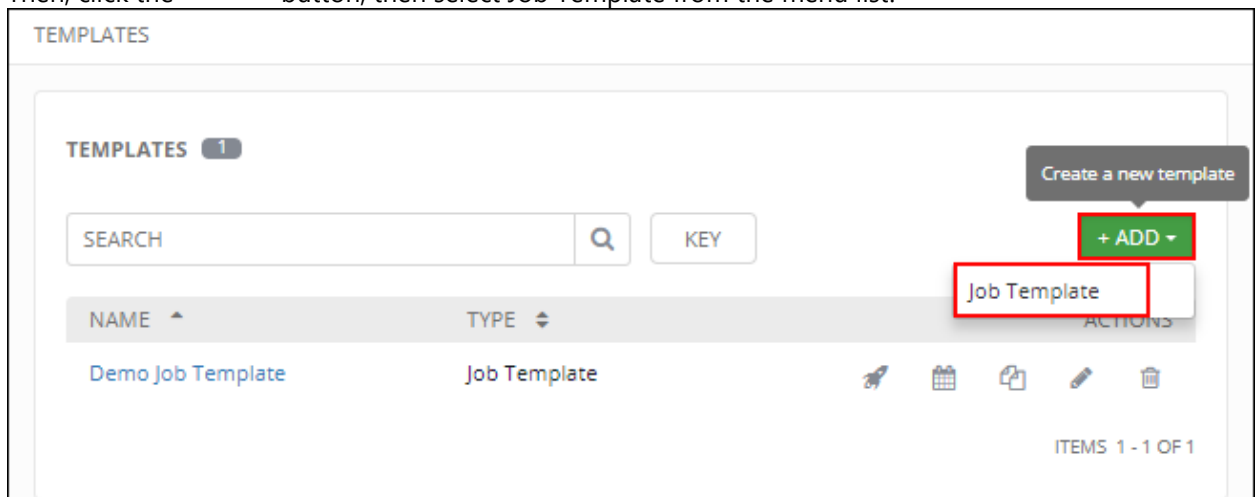 Then, click the button, then select Job Template from the menu list.
TEMPLATES
TEMPLATES 1
Create a new template
SEARCH KEY + ADD
Job Template
NAME TYPE ACTIONS
Demo Job Template Job Template
ITEMS 1 - 1 OF 1